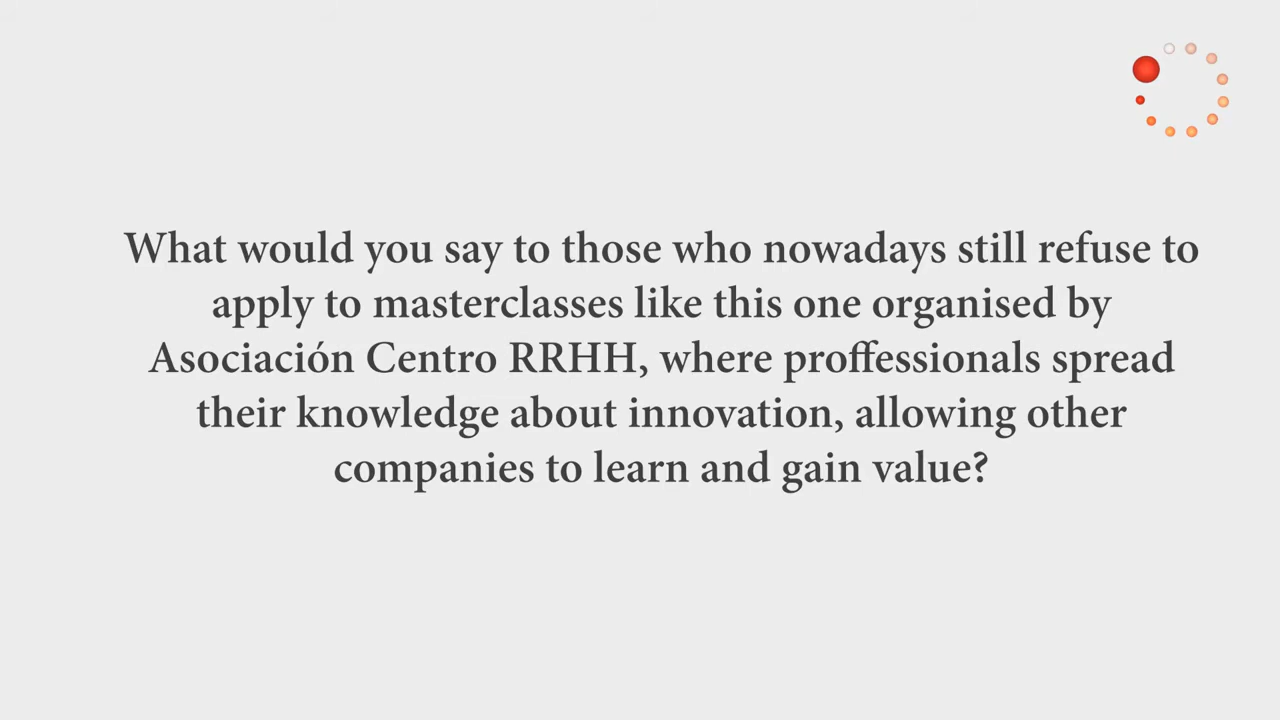 What would you say to those who nowadays still refuse to
apply to masterclasses like this one organised by
Asociación Centro RRHH, where proffessionals spread
their knowledge about innovation, allowing other
companies to learn and gain value?